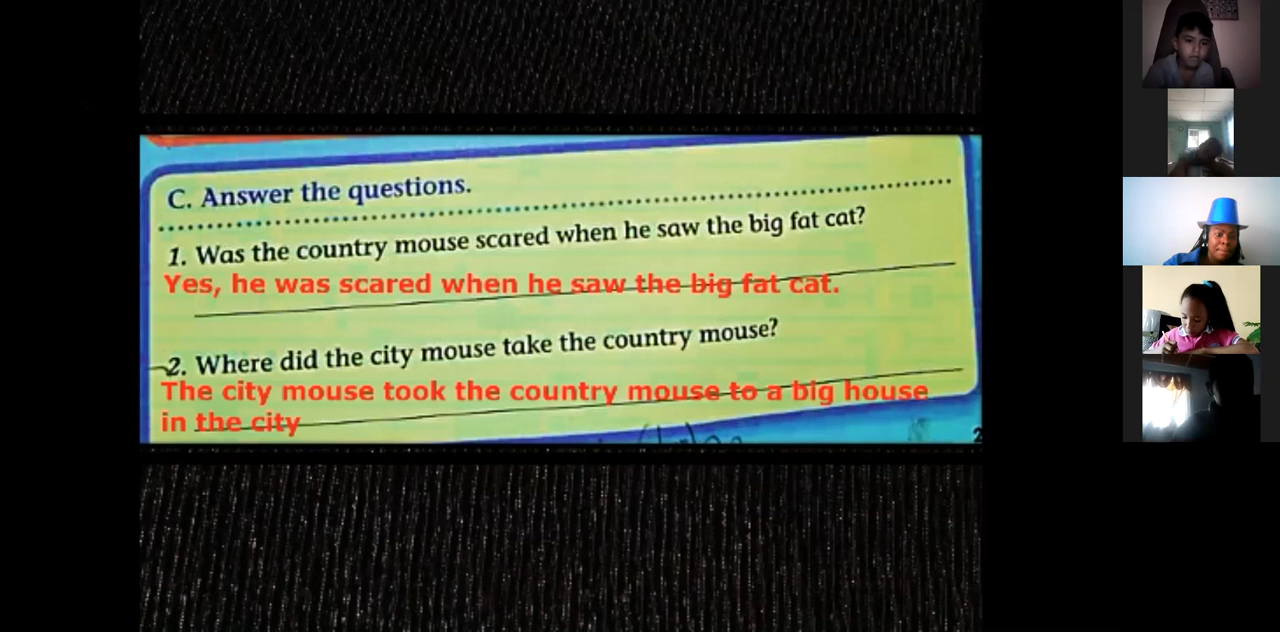 C. Answer the questions.
1. Was the country mouse scared when he saw the big fat cat?
Yes, he was scared when he saw the big fat cat.
2. Where did the city mouse take the country mouse?
The city mouse took the country mouse to a big house
in the city
2